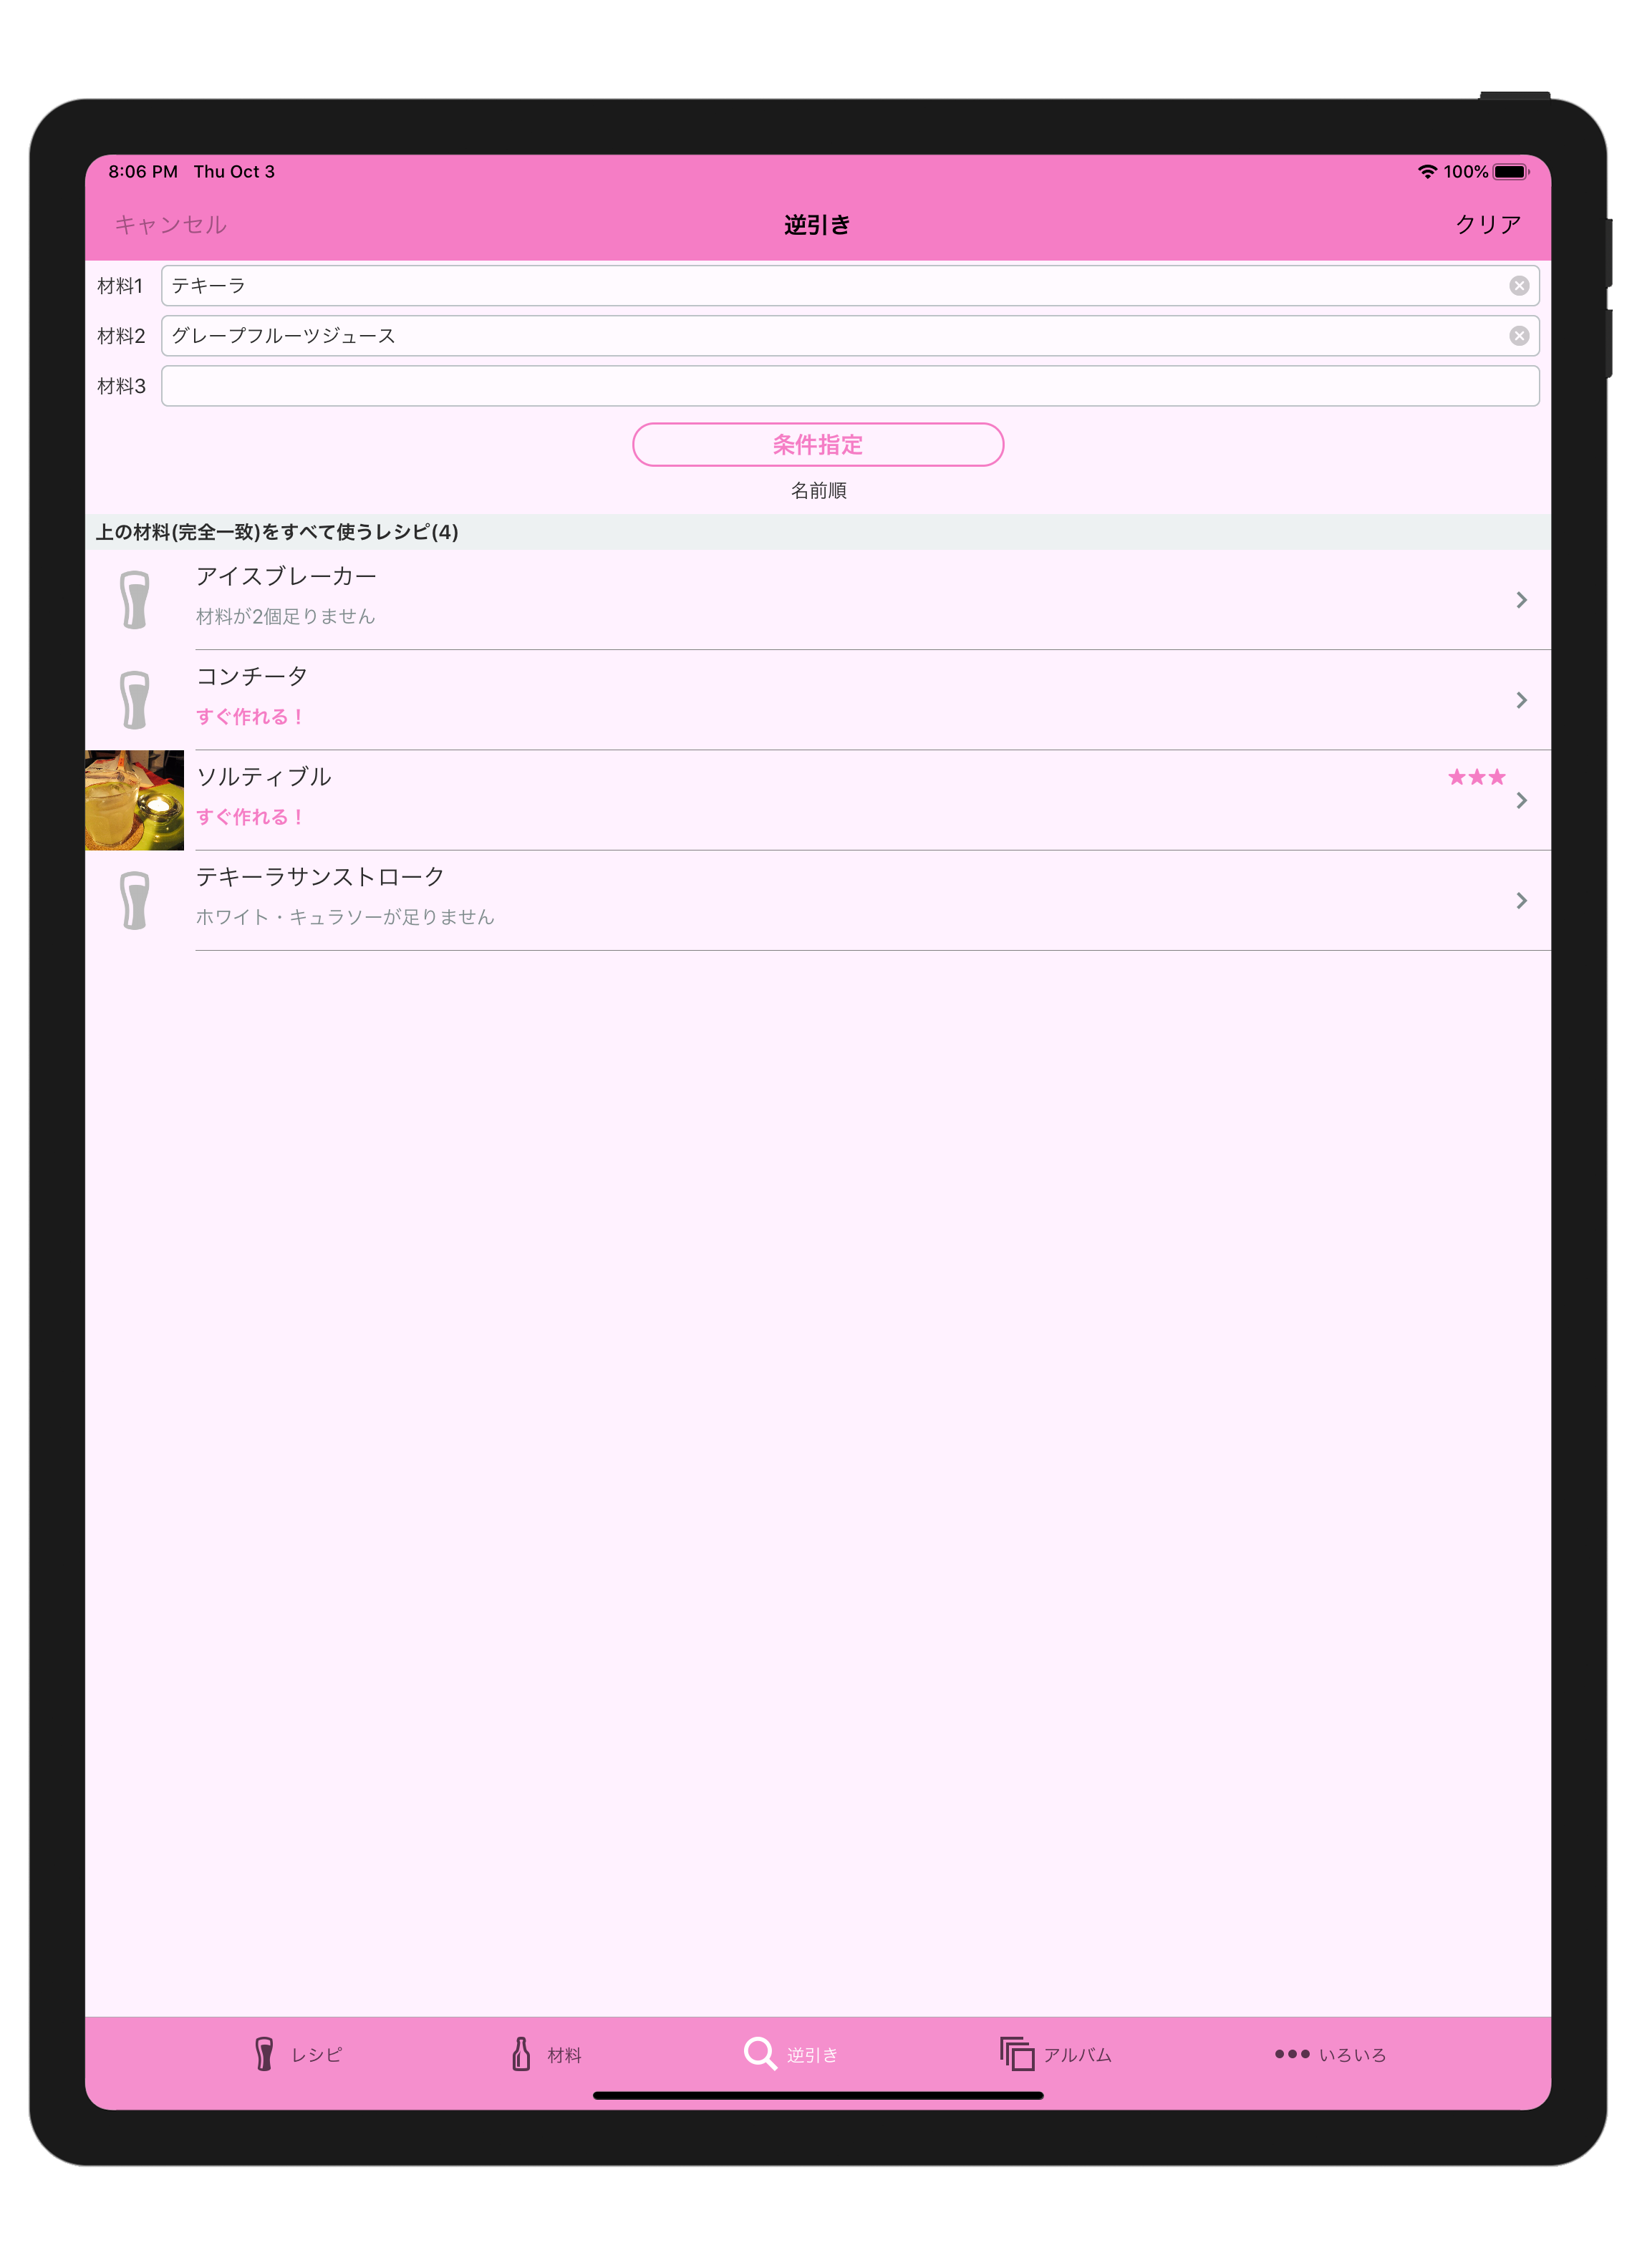 8:06 PM Thu Oct 3 100%
キャンセル 逆引き クリア
材料1 テキーラ
材料2 グレープフルーツジュース
材料3
条件指定
名前順
上の材料(完全一致)をすべて使うレシピ(4)
アイスブレーカー
材料が2個足りません
コンチータ
すぐ作れる！
ソルティブル ★★★
すぐ作れる！
テキーラサンストローク
ホワイト・キュラソーが足りません
レシピ 材料 逆引き アルバム いろいろ